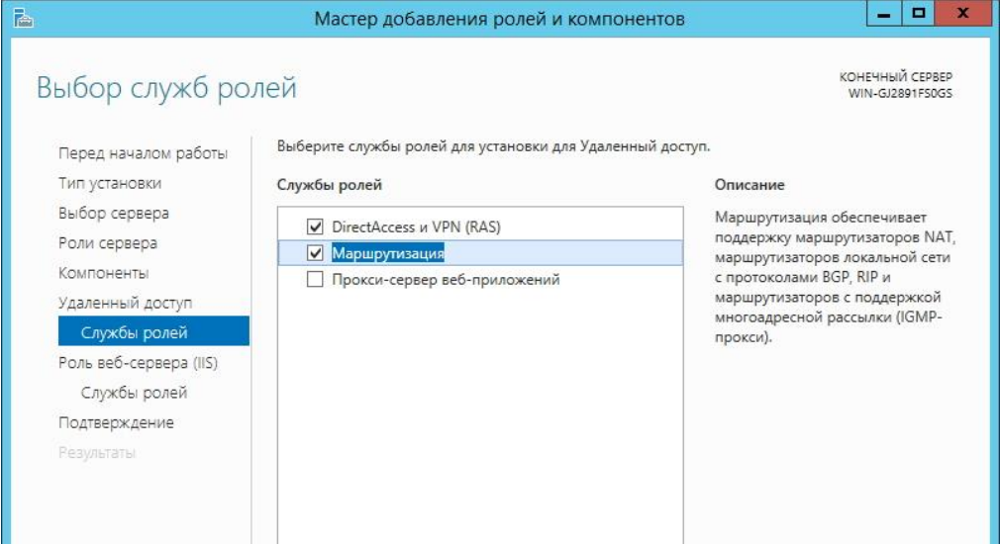 Мастер добавления ролей и компонентов
Выбор служб ролей
КОНЕЧНЫЙ СЕРВЕР
WIN-GJ2891FS0GS
Перед началом работы
Тип установки
Выбор сервера
Роли сервера
Компоненты
Удаленный доступ
Службы ролей
Роль веб-сервера (IIS)
Службы ролей
Подтверждение
Результаты
Выберите службы ролей для установки для Удаленный доступ.
Службы ролей
DirectAccess и VPN (RAS)
Маршрутизация
Прокси-сервер веб-приложений
Описание
Маршрутизация обеспечивает
поддержку маршрутизаторов NAT,
маршрутизаторов локальной сети
с протоколами BGP, RIP и
маршрутизаторов с поддержкой
многоадресной рассылки (IGMP-
прокси).